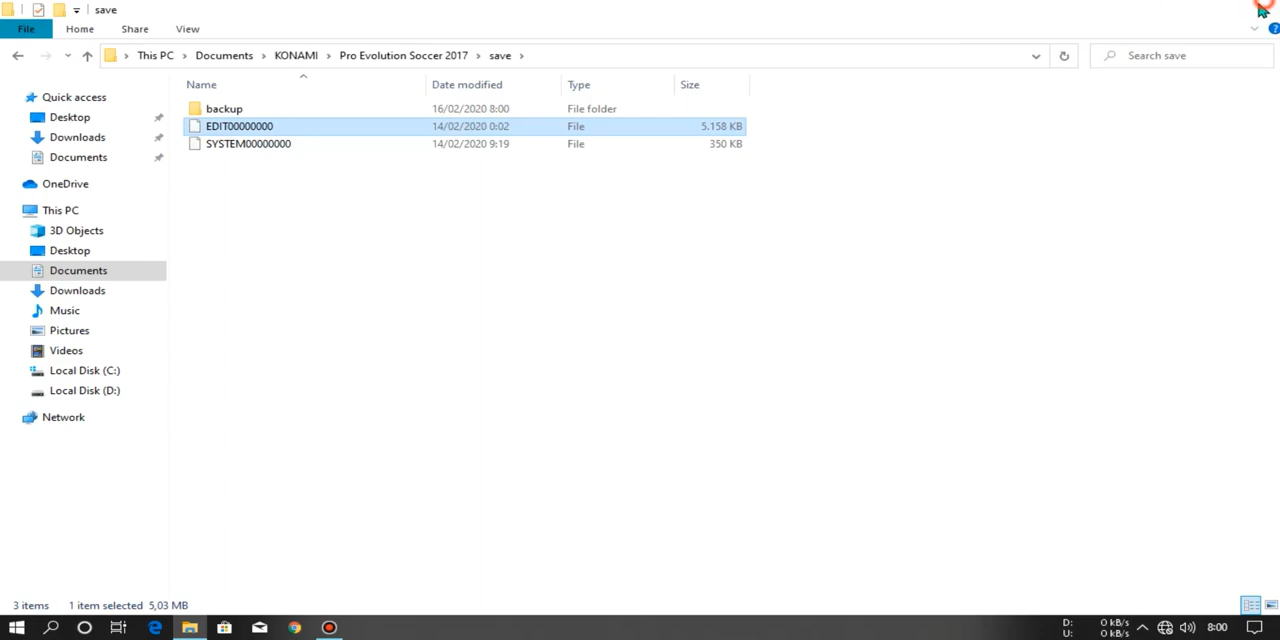 save
File Home Share View
This PC Documents KONAMI Pro Evolution Soccer 2017 save Search save
Name Date modified Type Size
Quick access
backup 16/02/2020 8:00 File folder
Desktop
EDIT00000000 14/02/2020 0:02 File 5.158 KB
Downloads
SYSTEM00000000 14/02/2020 9:19 File 350 KB
Documents
OneDrive
This PC
3D Objects
Desktop
Documents
Downloads
Music
Pictures
Videos
Local Disk (C:)
Local Disk (D:)
Network
3 items 1 item selected 5,03 MB
D: 0 kB/s
U: 0 kB/s
8:00